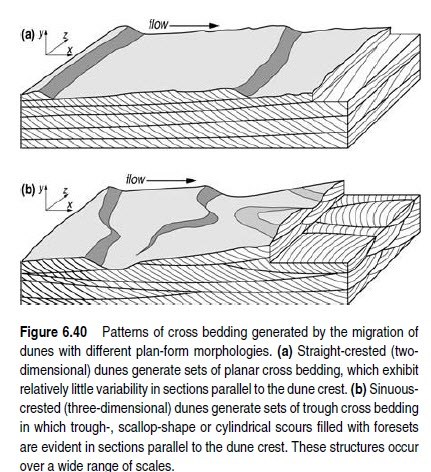 flow
(a) y z x
flow
(b) y z x
Figure 6.40 Patterns of cross bedding generated by the migration of
dunes with different plan-form morphologies. (a) Straight-crested (two-
dimensional) dunes generate sets of planar cross bedding, which exhibit
relatively little variability in sections parallel to the dune crest. (b) Sinuous-
crested (three-dimensional) dunes generate sets of trough cross bedding
in which trough-, scallop-shape or cylindrical scours filled with foresets
are evident in sections parallel to the dune crest. These structures occur
over a wide range of scales.